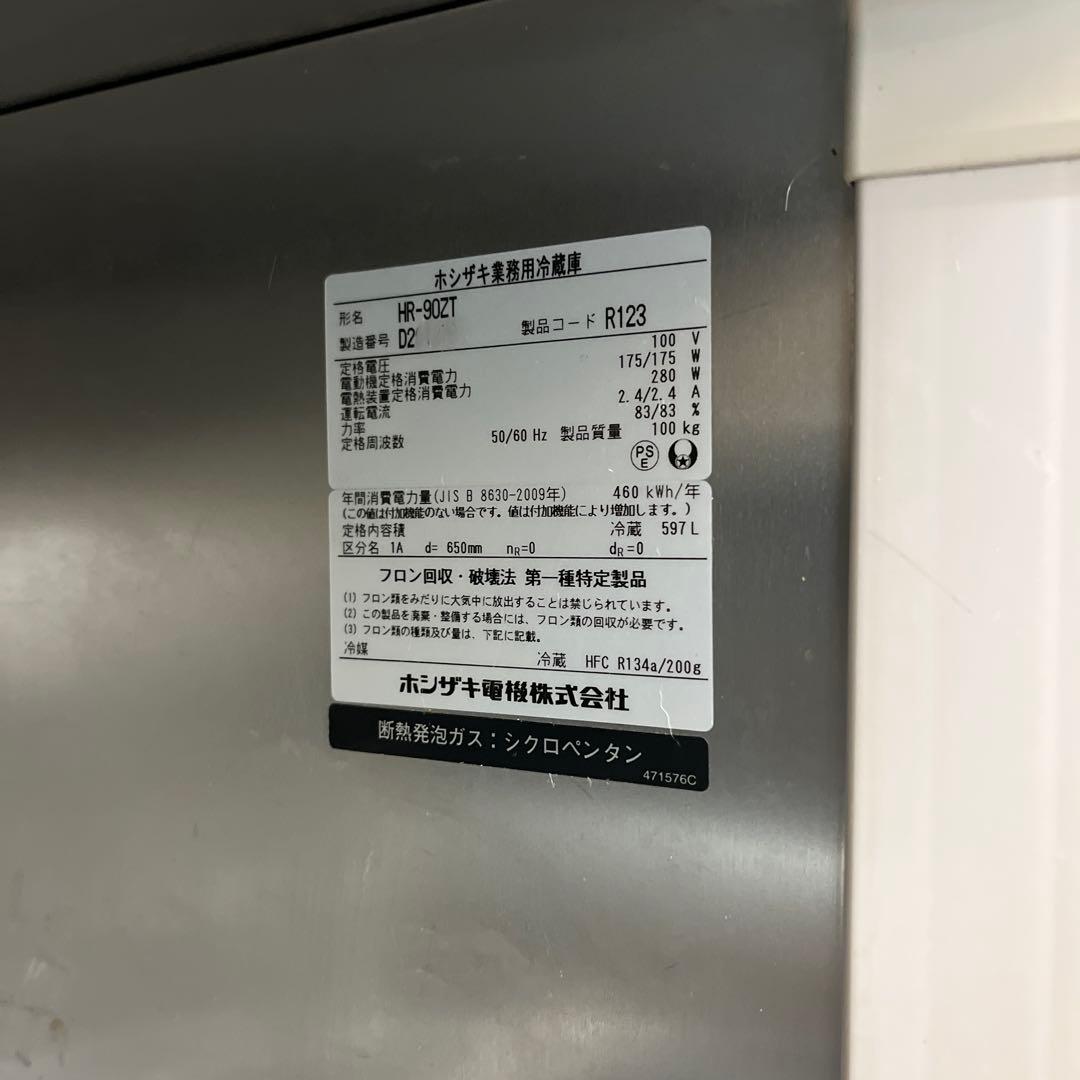 ホシザキ業務用冷蔵庫
形名 HR-90ZT
製造番号 D2 製品コード R123
定格電圧 100 V
電動機定格消費電力 175/175 W
電熱装置定格消費電力 280 W
運転電流 2.4/2.4 A
力率 83/83 %
定格周波数 50/60 Hz 製品質量 100 kg
PS E
年間消費電力量(JIS B 8630-2009年) 460 kWh/年
(この値は付加機能のない場合です。値は付加機能により増加します。)
定格内容積 冷蔵 597 L
区分名 1A d= 650mm nR=0 dR=0
フロン回収・破壊法 第一種特定製品
(1) フロン類をみだりに大気中に放出することは禁じられています。
(2) この製品を廃棄・整備する場合には、フロン類の回収が必要です。
(3) フロン類の種類及び量は、下記に記載。
冷媒 冷蔵 HFC R134a/200g
ホシザキ電機株式会社
断熱発泡ガス：シクロペンタン
471576C